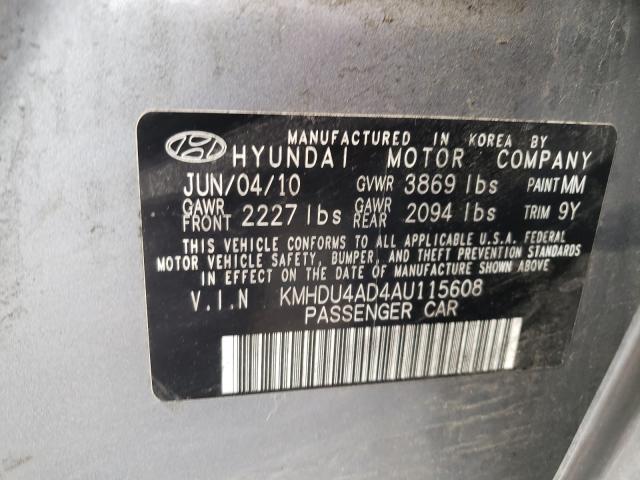 MANUFACTURED IN KOREA BY
HYUNDAI MOTOR COMPANY
JUN/04/10 GVWR 3869 lbs PAINT MM
GAWR FRONT 2227 lbs GAWR REAR 2094 lbs TRIM 9Y
THIS VEHICLE CONFORMS TO ALL APPLICABLE U.S.A. FEDERAL
MOTOR VEHICLE SAFETY, BUMPER, AND THEFT PREVENTION STANDARDS
IN EFFECT ON THE DATE OF MANUFACTURE SHOWN ABOVE
V.I.N KMHDU4AD4AU115608
PASSENGER CAR